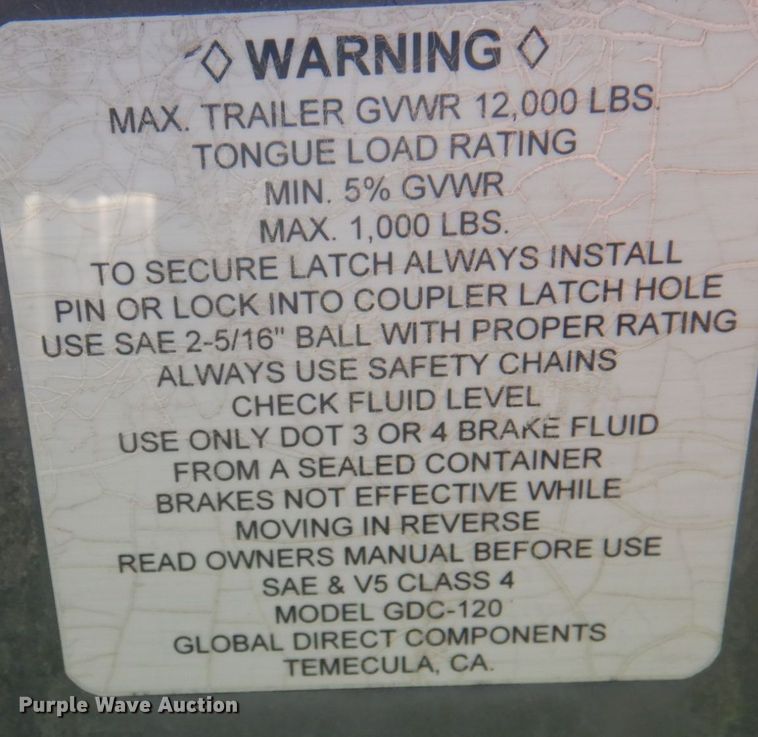 ◊ WARNING ◊
MAX. TRAILER GVWR 12,000 LBS.
TONGUE LOAD RATING
MIN. 5% GVWR
MAX. 1,000 LBS.
TO SECURE LATCH ALWAYS INSTALL
PIN OR LOCK INTO COUPLER LATCH HOLE
USE SAE 2-5/16" BALL WITH PROPER RATING
ALWAYS USE SAFETY CHAINS
CHECK FLUID LEVEL
USE ONLY DOT 3 OR 4 BRAKE FLUID
FROM A SEALED CONTAINER
BRAKES NOT EFFECTIVE WHILE
MOVING IN REVERSE
READ OWNERS MANUAL BEFORE USE
SAE & V5 CLASS 4
MODEL GDC-120
GLOBAL DIRECT COMPONENTS
TEMECULA, CA.
Purple Wave Auction